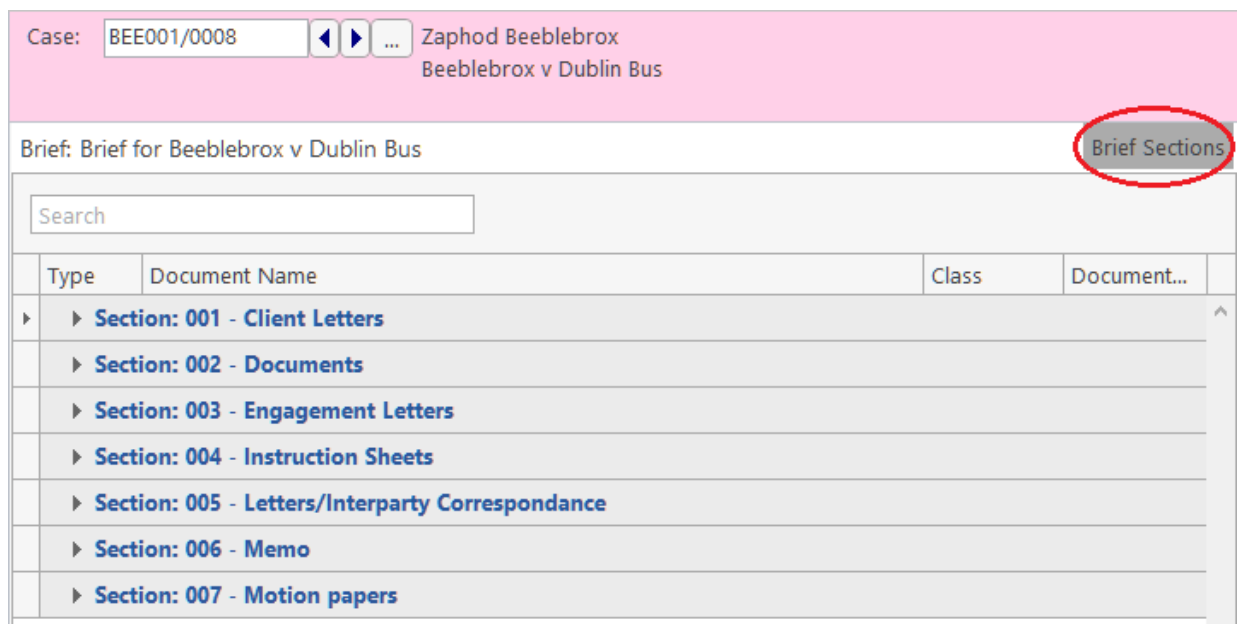 Case: BEE001/0008 ... Zaphod Beeblebrox
Beeblebrox v Dublin Bus
Brief: Brief for Beeblebrox v Dublin Bus Brief Sections
Search
Type Document Name Class Document...
Section: 001 - Client Letters
Section: 002 - Documents
Section: 003 - Engagement Letters
Section: 004 - Instruction Sheets
Section: 005 - Letters/Interparty Correspondance
Section: 006 - Memo
Section: 007 - Motion papers